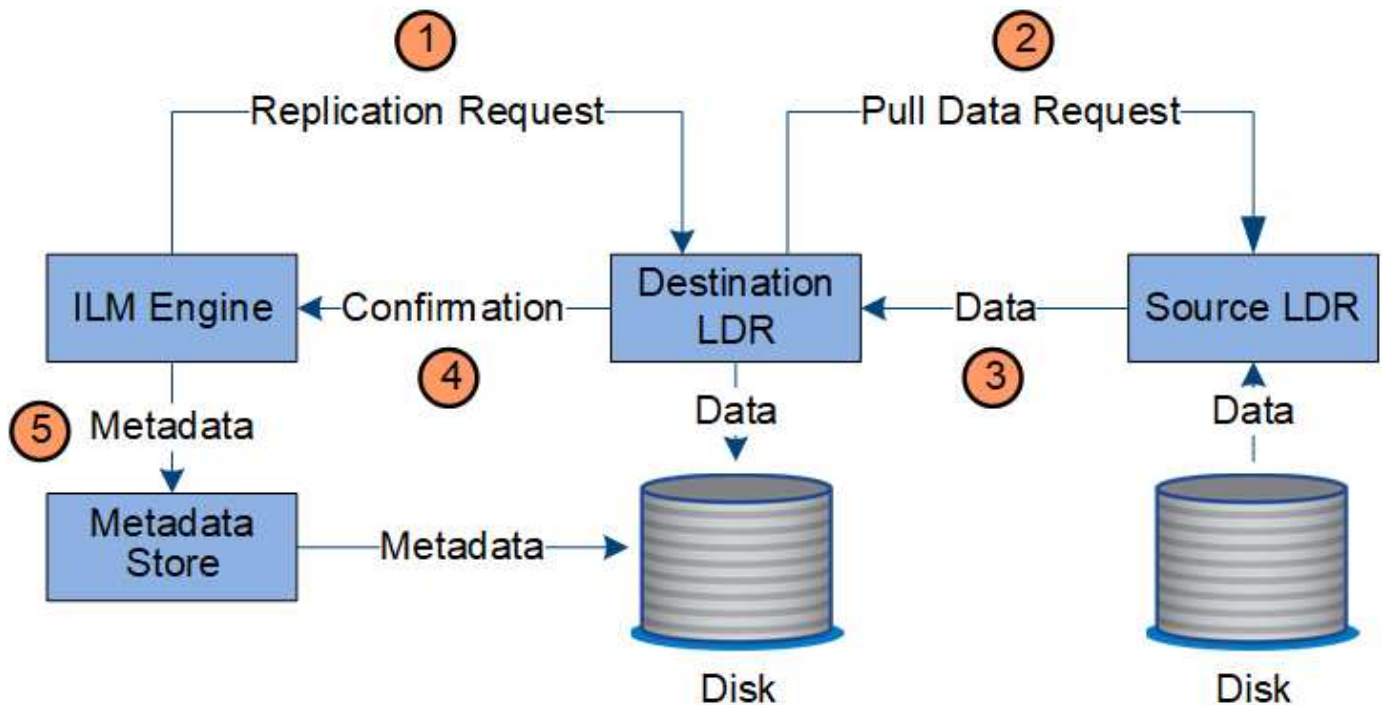 1
2
Replication Request
Pull Data Request
ILM Engine
Confirmation
Destination
LDR
Data
Source LDR
4
3
5
Metadata
Data
Data
Metadata
Store
Metadata
Disk
Disk